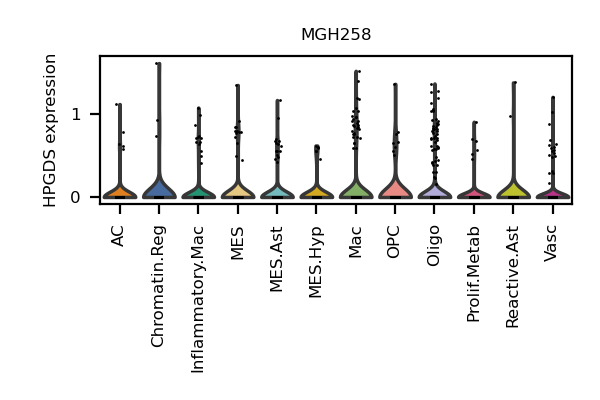 MGH258
HPGDS expression
1
0
AC
Chromatin.Reg
Inflammatory.Mac
MES
MES.Ast
MES.Hyp
Mac
OPC
Oligo
Prolif.Metab
Reactive.Ast
Vasc